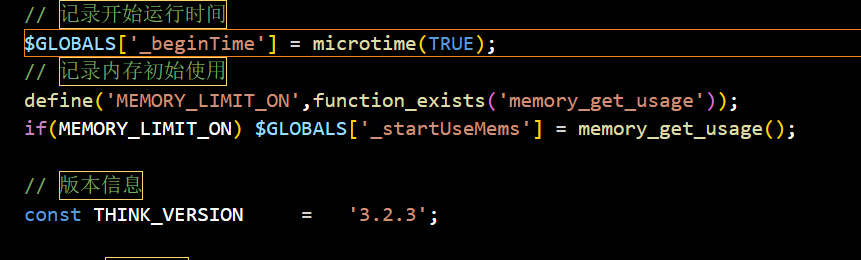 // 记录开始运行时间
$GLOBALS['_beginTime'] = microtime(TRUE);
// 记录内存初始使用
define('MEMORY_LIMIT_ON',function_exists('memory_get_usage'));
if(MEMORY_LIMIT_ON) $GLOBALS['_startUseMems'] = memory_get_usage();
// 版本信息
const THINK_VERSION     =   '3.2.3';